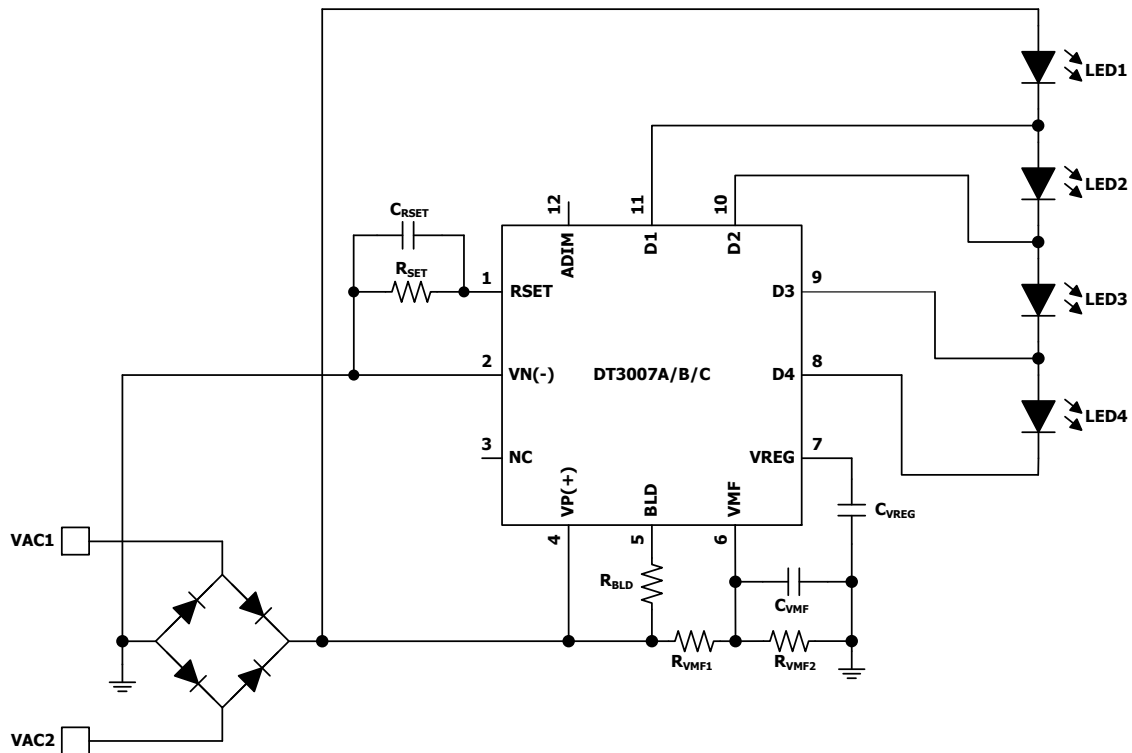 LED1
LED2
LED3
LED4
12
11
10
ADIM
D1
D2
CRSET
RSET
1
RSET
2
VN(-)
3
NC
DT3007A/B/C
D3
9
D4
8
VREG
7
VP(+)
BLD
VMF
4
5
6
CVREG
RBLD
CVMF
RVMF1
RVMF2
VAC1
VAC2